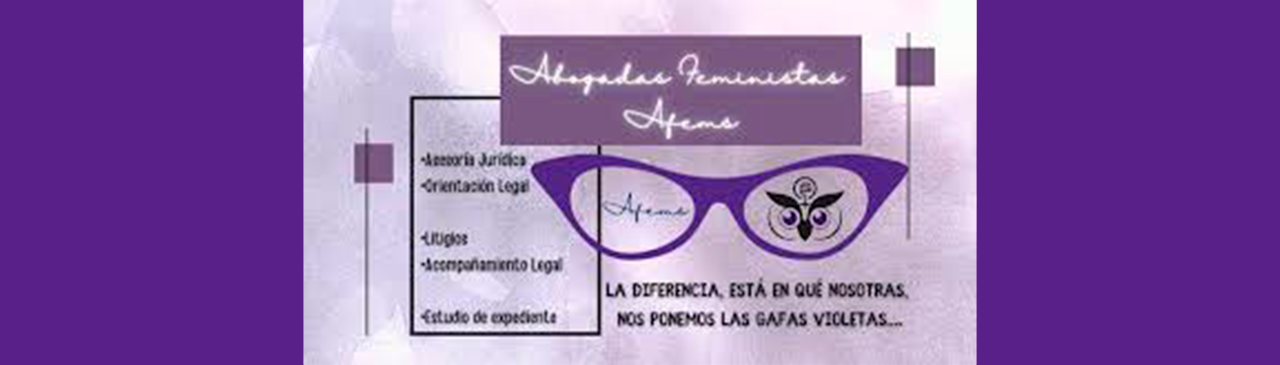 Abogadas Feministas
Afems
•Asesoría Jurídica
•Orientación Legal
•Litigios
•Acompañamiento Legal
•Estudio de expediente
Afems
LA DIFERENCIA, ESTÁ EN QUÉ NOSOTRAS,
NOS PONEMOS LAS GAFAS VIOLETAS...